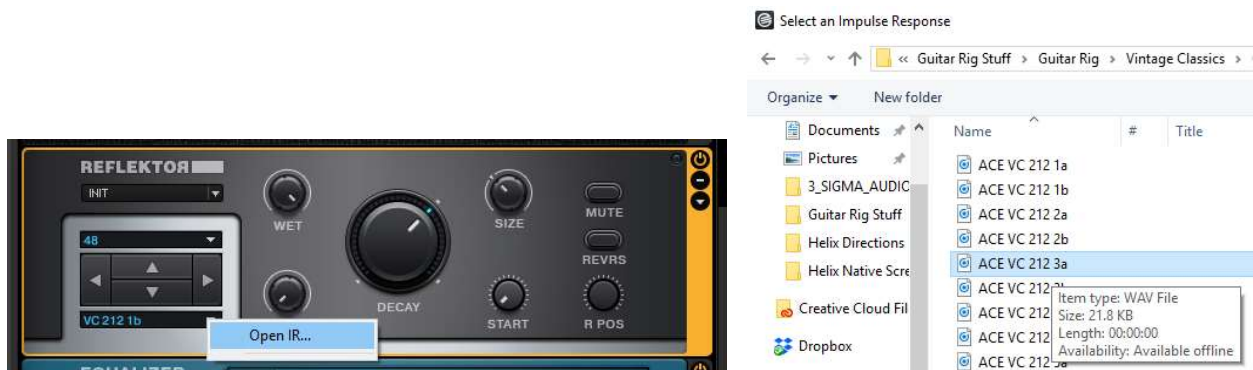 REFLEKTOR
INIT
WET
SIZE
MUTE
REVRS
48
DECAY
START
R POS
VC 212 1b
Open IR...
EQUALIZER
Select an Impulse Response
« Guitar Rig Stuff > Guitar Rig > Vintage Classics >
Organize New folder
Documents
Pictures
3_SIGMA_AUDIO
Guitar Rig Stuff
Helix Directions
Helix Native Scre
Creative Cloud Fil
Dropbox
Name # Title
ACE VC 212 1a
ACE VC 212 1b
ACE VC 212 2a
ACE VC 212 2b
ACE VC 212 3a
ACE VC 212
ACE VC 212
ACE VC 212
ACE VC 212
Item type: WAV File
Size: 21.8 KB
Length: 00:00:00
Availability: Available offline